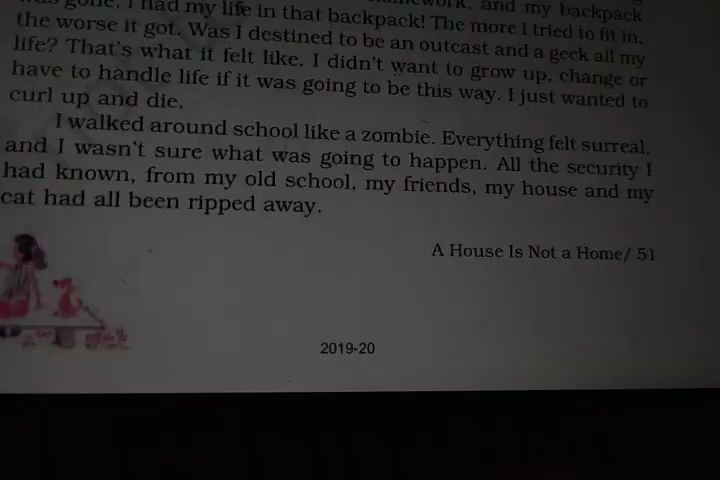 was gone. I had my life in that backpack! The more I tried to fit in,
the worse it got. Was I destined to be an outcast and a geek all my
life? That's what it felt like. I didn't want to grow up, change or
have to handle life if it was going to be this way. I just wanted to
curl up and die.
I walked around school like a zombie. Everything felt surreal,
and I wasn't sure what was going to happen. All the security I
had known, from my old school, my friends, my house and my
cat had all been ripped away.
A House Is Not a Home/ 51
2019-20